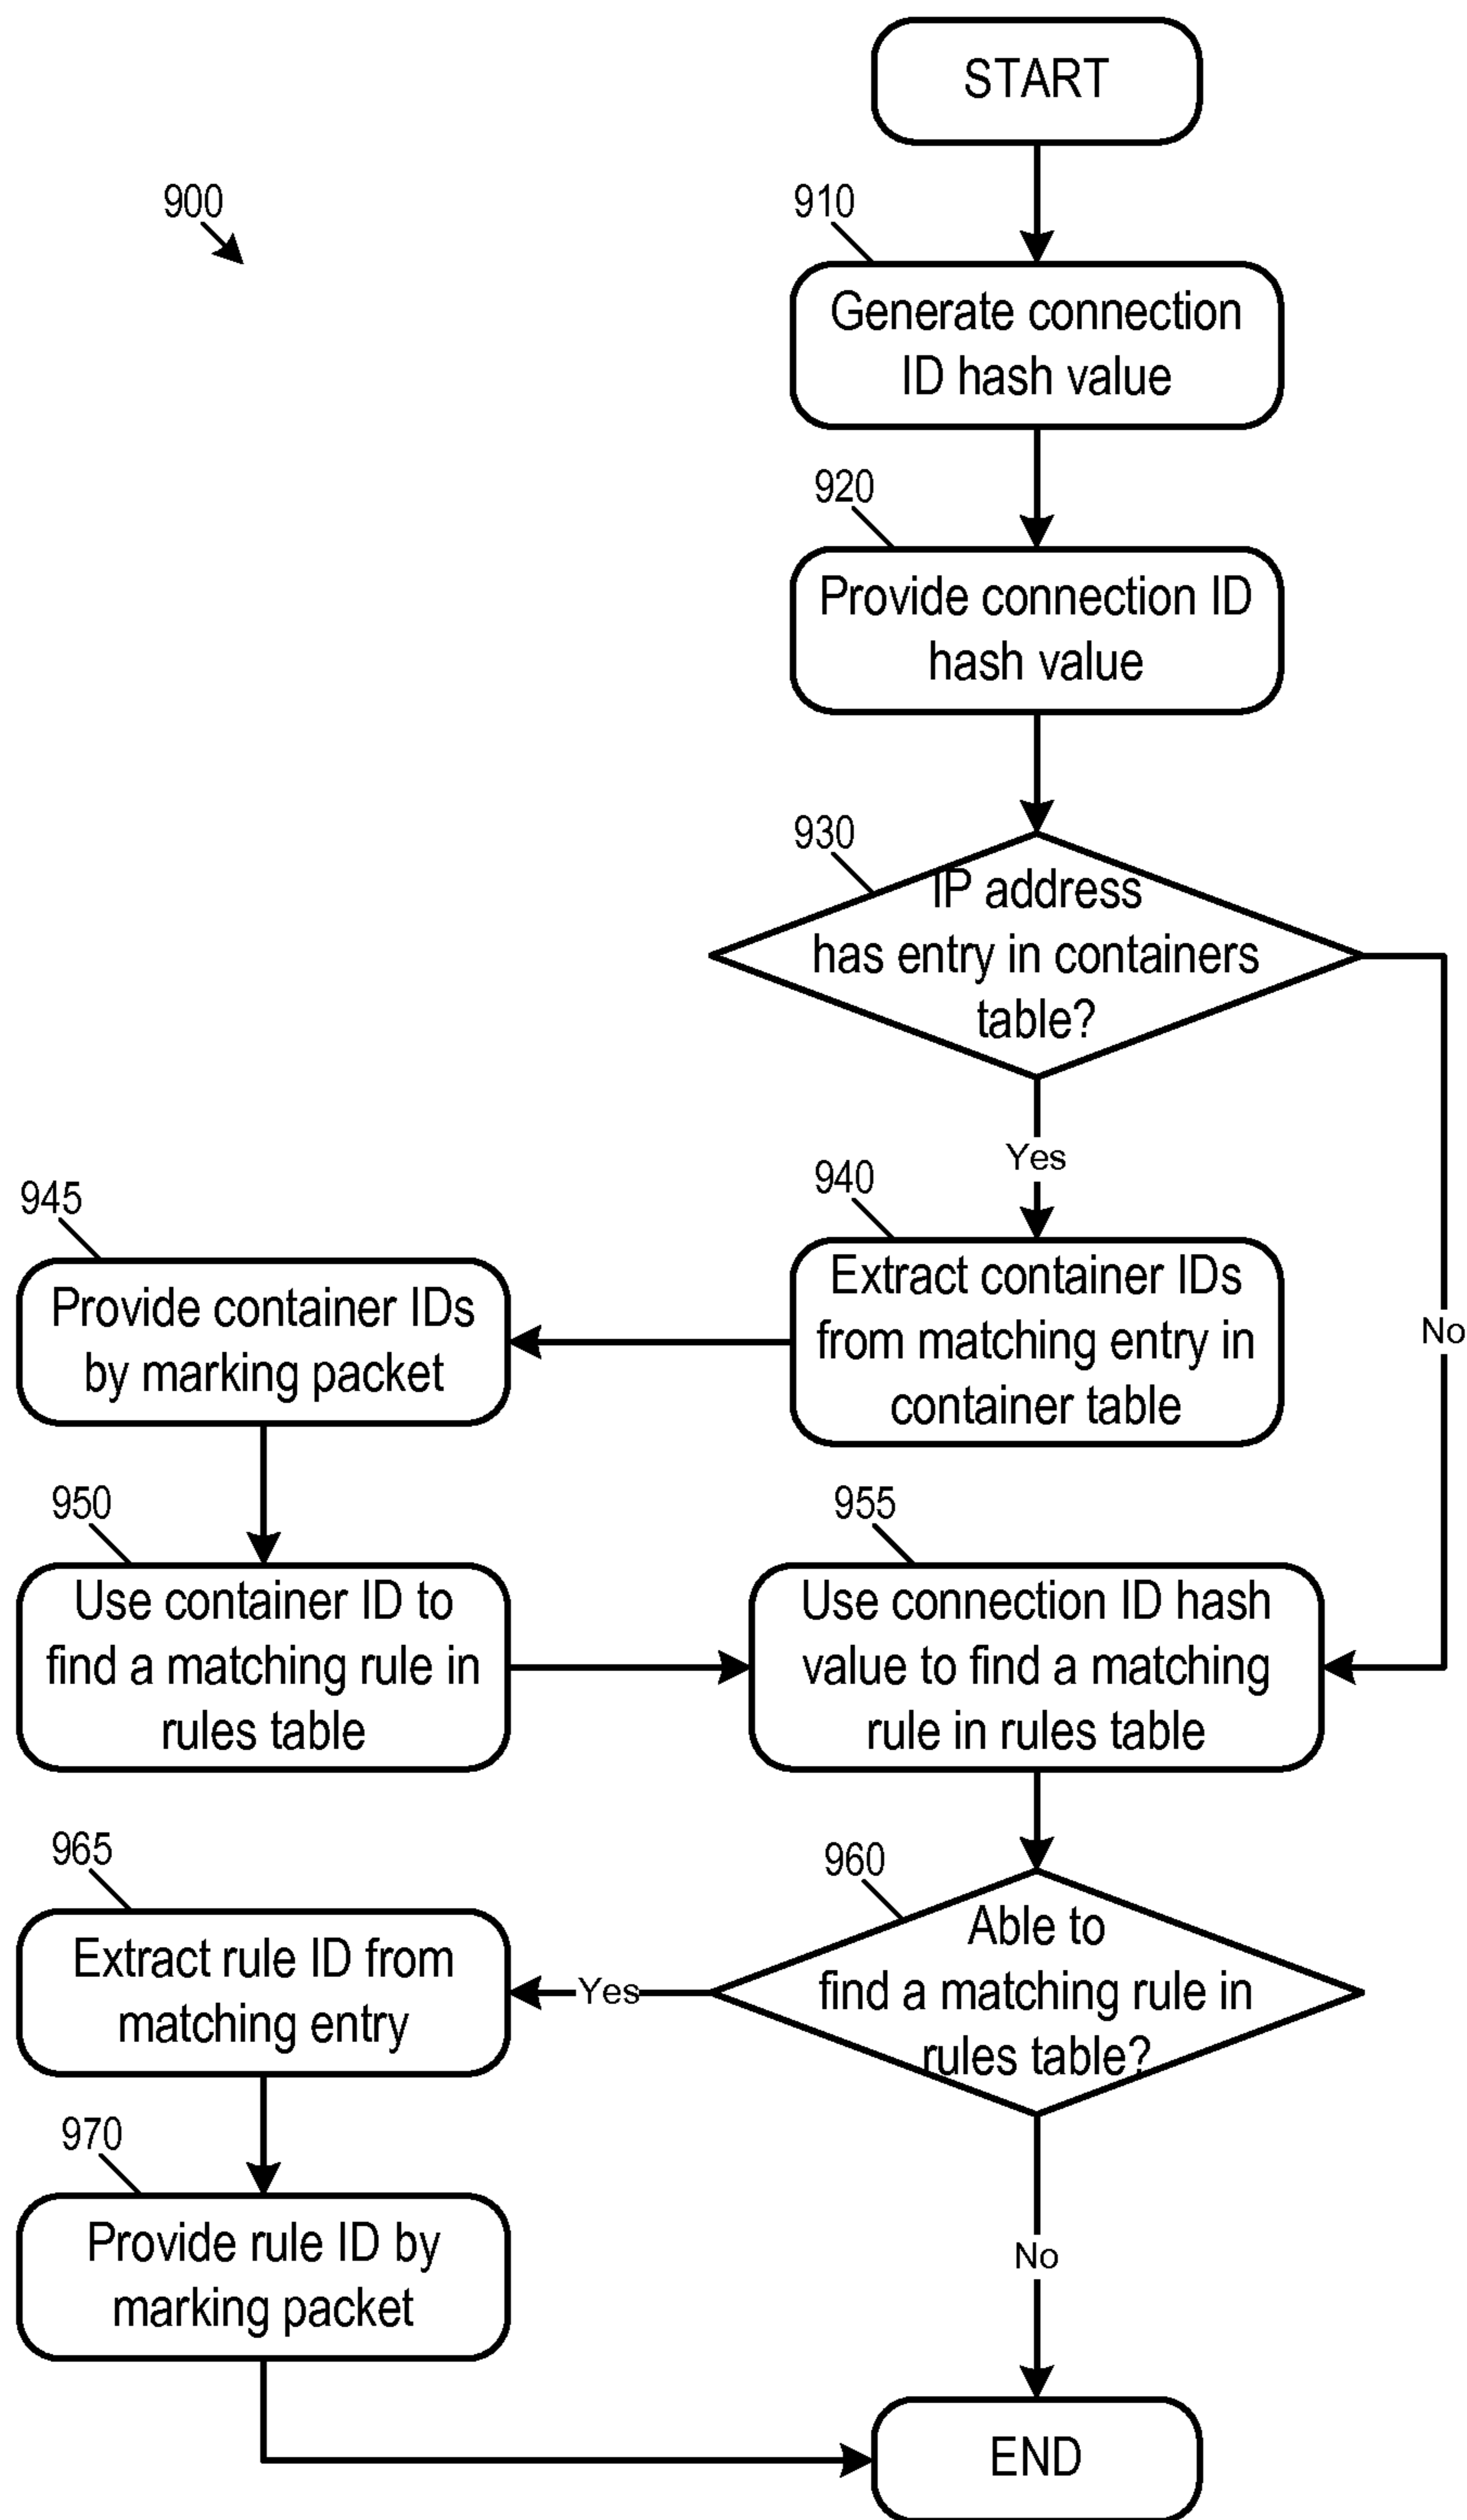 START
900
910
Generate connection
ID hash value
920
Provide connection ID
hash value
930
IP address
has entry in containers
table?
Yes
No
940
Extract container IDs
from matching entry in
container table
945
Provide container IDs
by marking packet
950
Use container ID to
find a matching rule in
rules table
955
Use connection ID hash
value to find a matching
rule in rules table
960
Able to
find a matching rule in
rules table?
Yes
No
965
Extract rule ID from
matching entry
970
Provide rule ID by
marking packet
END